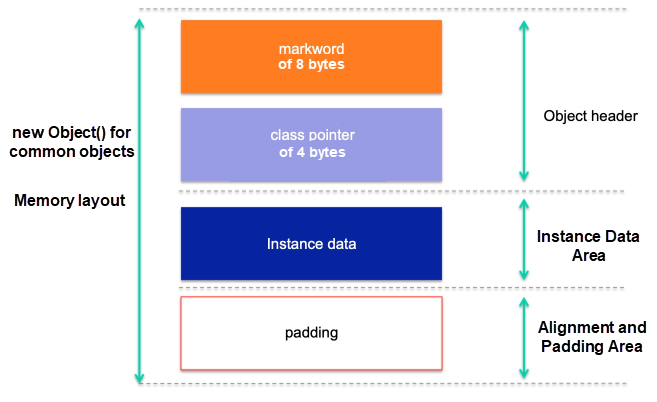 markword
of 8 bytes
Object header
new Object() for
common objects
class pointer
of 4 bytes
Memory layout
Instance data
Instance Data
Area
padding
Alignment and
Padding Area